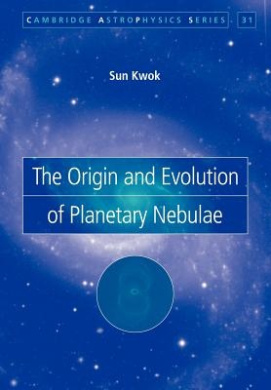 CAMBRIDGE ASTROPHYSICS SERIES 31
Sun Kwok
The Origin and Evolution
of Planetary Nebulae